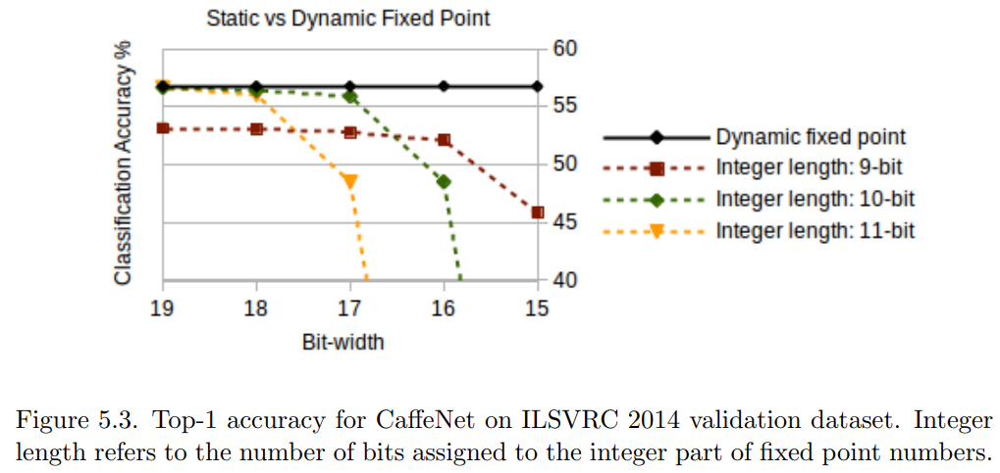 Static vs Dynamic Fixed Point
Classification Accuracy %
60
55
50
45
40
19 18 17 16 15
Bit-width
Dynamic fixed point
Integer length: 9-bit
Integer length: 10-bit
Integer length: 11-bit
Figure 5.3. Top-1 accuracy for CaffeNet on ILSVRC 2014 validation dataset. Integer
length refers to the number of bits assigned to the integer part of fixed point numbers.